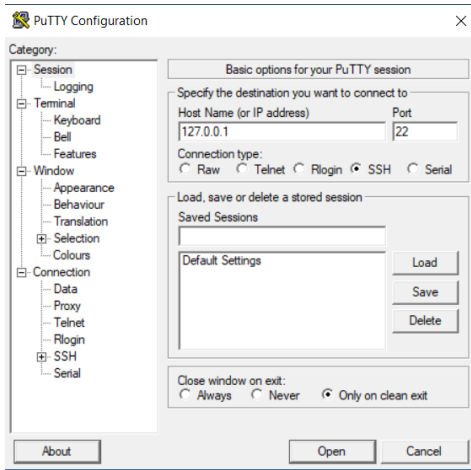 PuTTY Configuration
Category:
Session
Logging
Terminal
Keyboard
Bell
Features
Window
Appearance
Behaviour
Translation
Selection
Colours
Connection
Data
Proxy
Telnet
Rlogin
SSH
Serial
Basic options for your PuTTY session
Specify the destination you want to connect to
Host Name (or IP address) Port
127.0.0.1 22
Connection type:
Raw Telnet Rlogin SSH Serial
Load, save or delete a stored session
Saved Sessions
Default Settings
Load
Save
Delete
Close window on exit:
Always Never Only on clean exit
About Open Cancel